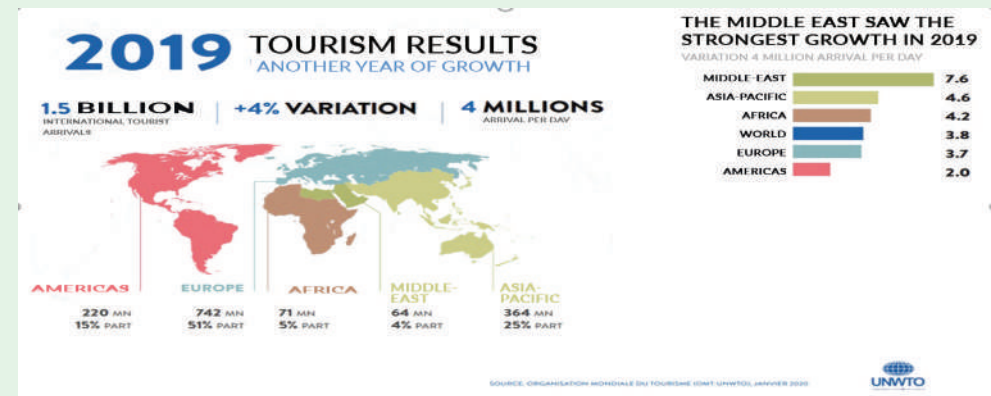 2019 TOURISM RESULTS
ANOTHER YEAR OF GROWTH
1.5 BILLION
INTERNATIONAL TOURIST
ARRIVALS
+4% VARIATION
4 MILLIONS
ARRIVAL PER DAY
AMERICAS
220 MN
15% PART
EUROPE
742 MN
51% PART
AFRICA
71 MN
5% PART
MIDDLE-
EAST
64 MN
4% PART
ASIA-
PACIFIC
364 MN
25% PART
THE MIDDLE EAST SAW THE
STRONGEST GROWTH IN 2019
VARIATION 4 MILLION ARRIVAL PER DAY
MIDDLE-EAST 7.6
ASIA-PACIFIC 4.6
AFRICA 4.2
WORLD 3.8
EUROPE 3.7
AMERICAS 2.0
SOURCE. ORGANISATION MONDIALE DU TOURISME (OMT UNWTO), JANVIER 2020
UNWTO